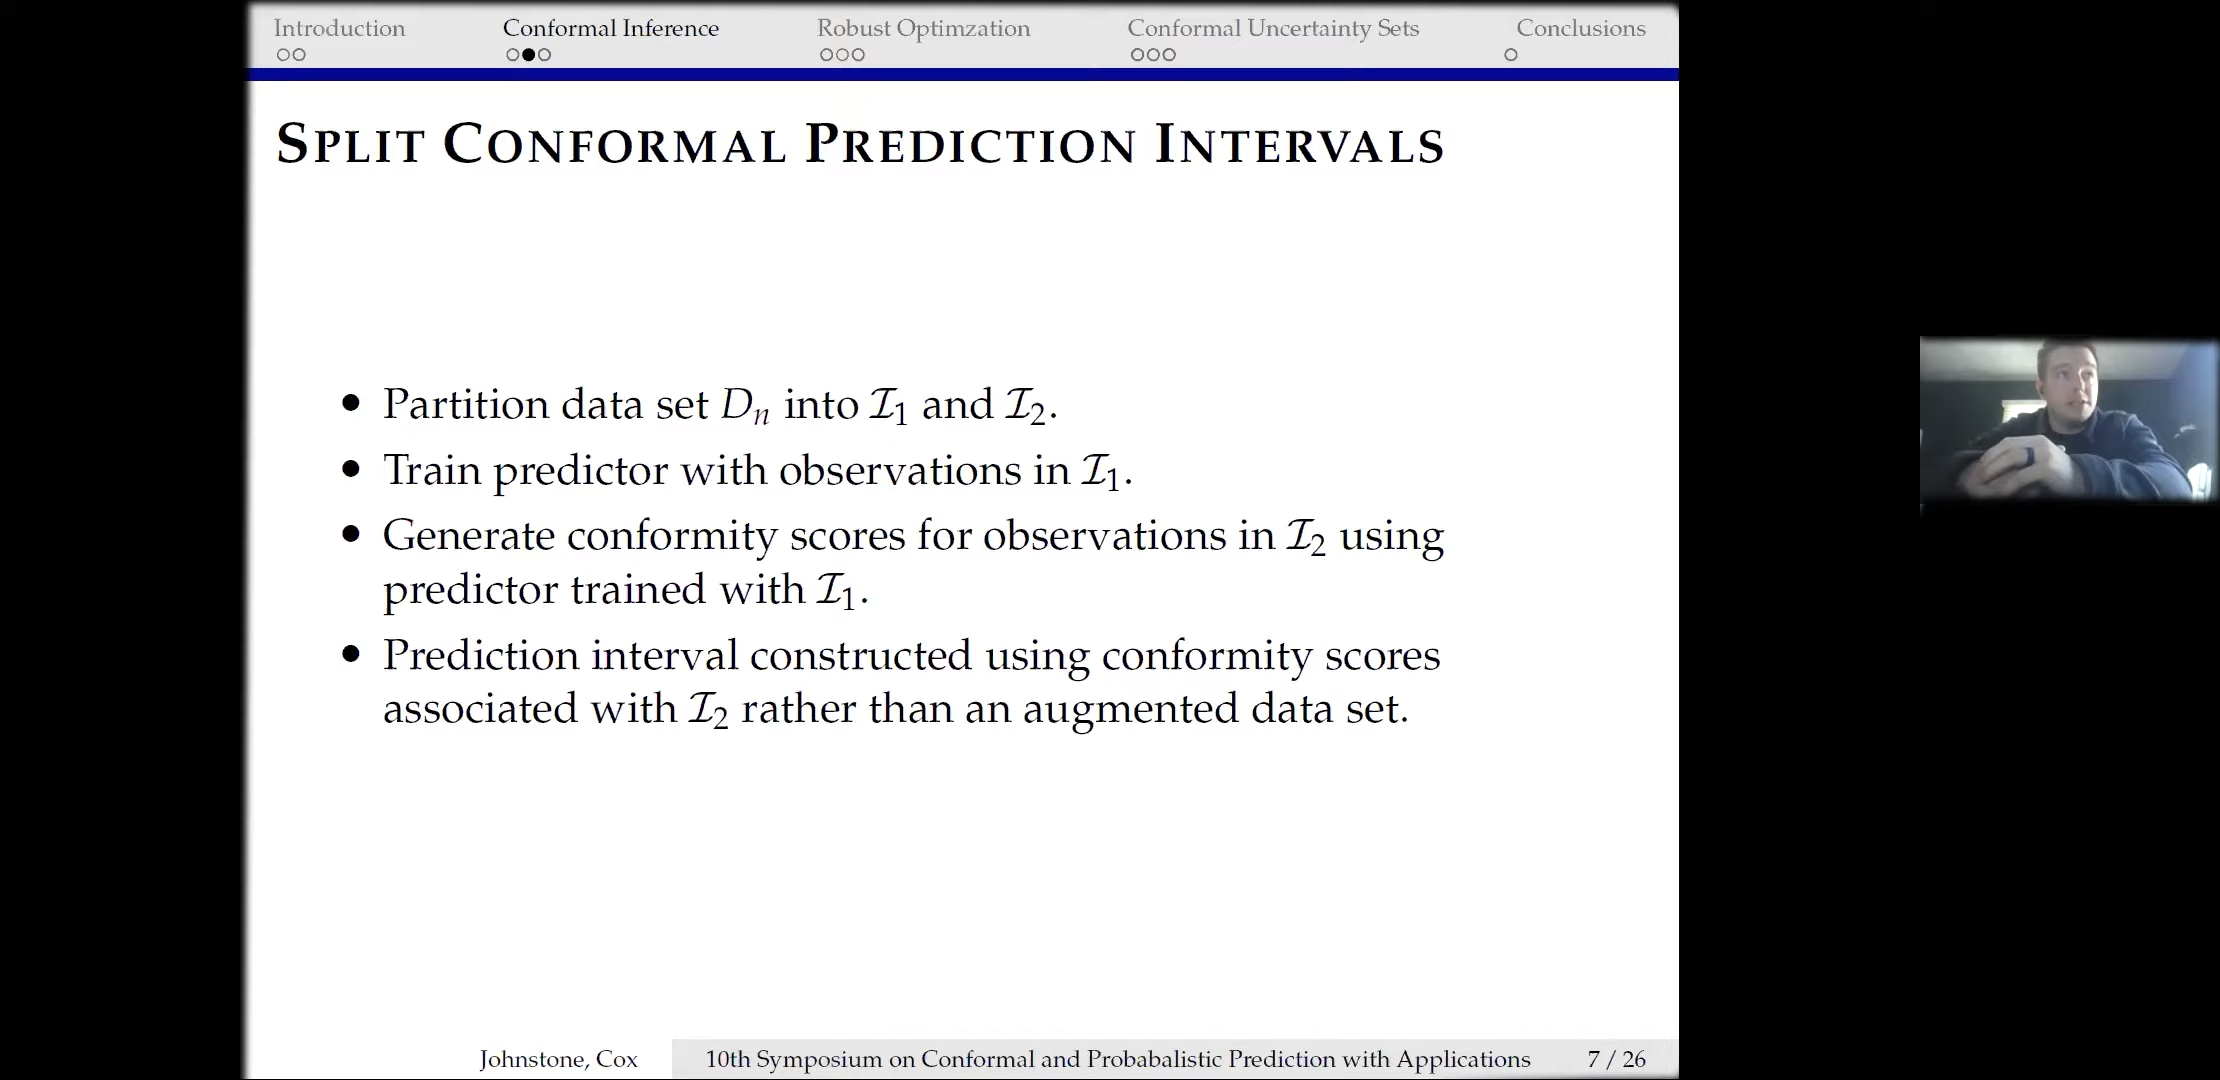 Introduction Conformal Inference Robust Optimzation Conformal Uncertainty Sets Conclusions
SPLIT CONFORMAL PREDICTION INTERVALS
• Partition data set Dₙ into ℐ₁ and ℐ₂.
• Train predictor with observations in ℐ₁.
• Generate conformity scores for observations in ℐ₂ using
predictor trained with ℐ₁.
• Prediction interval constructed using conformity scores
associated with ℐ₂ rather than an augmented data set.
Johnstone, Cox 10th Symposium on Conformal and Probabalistic Prediction with Applications 7 / 26